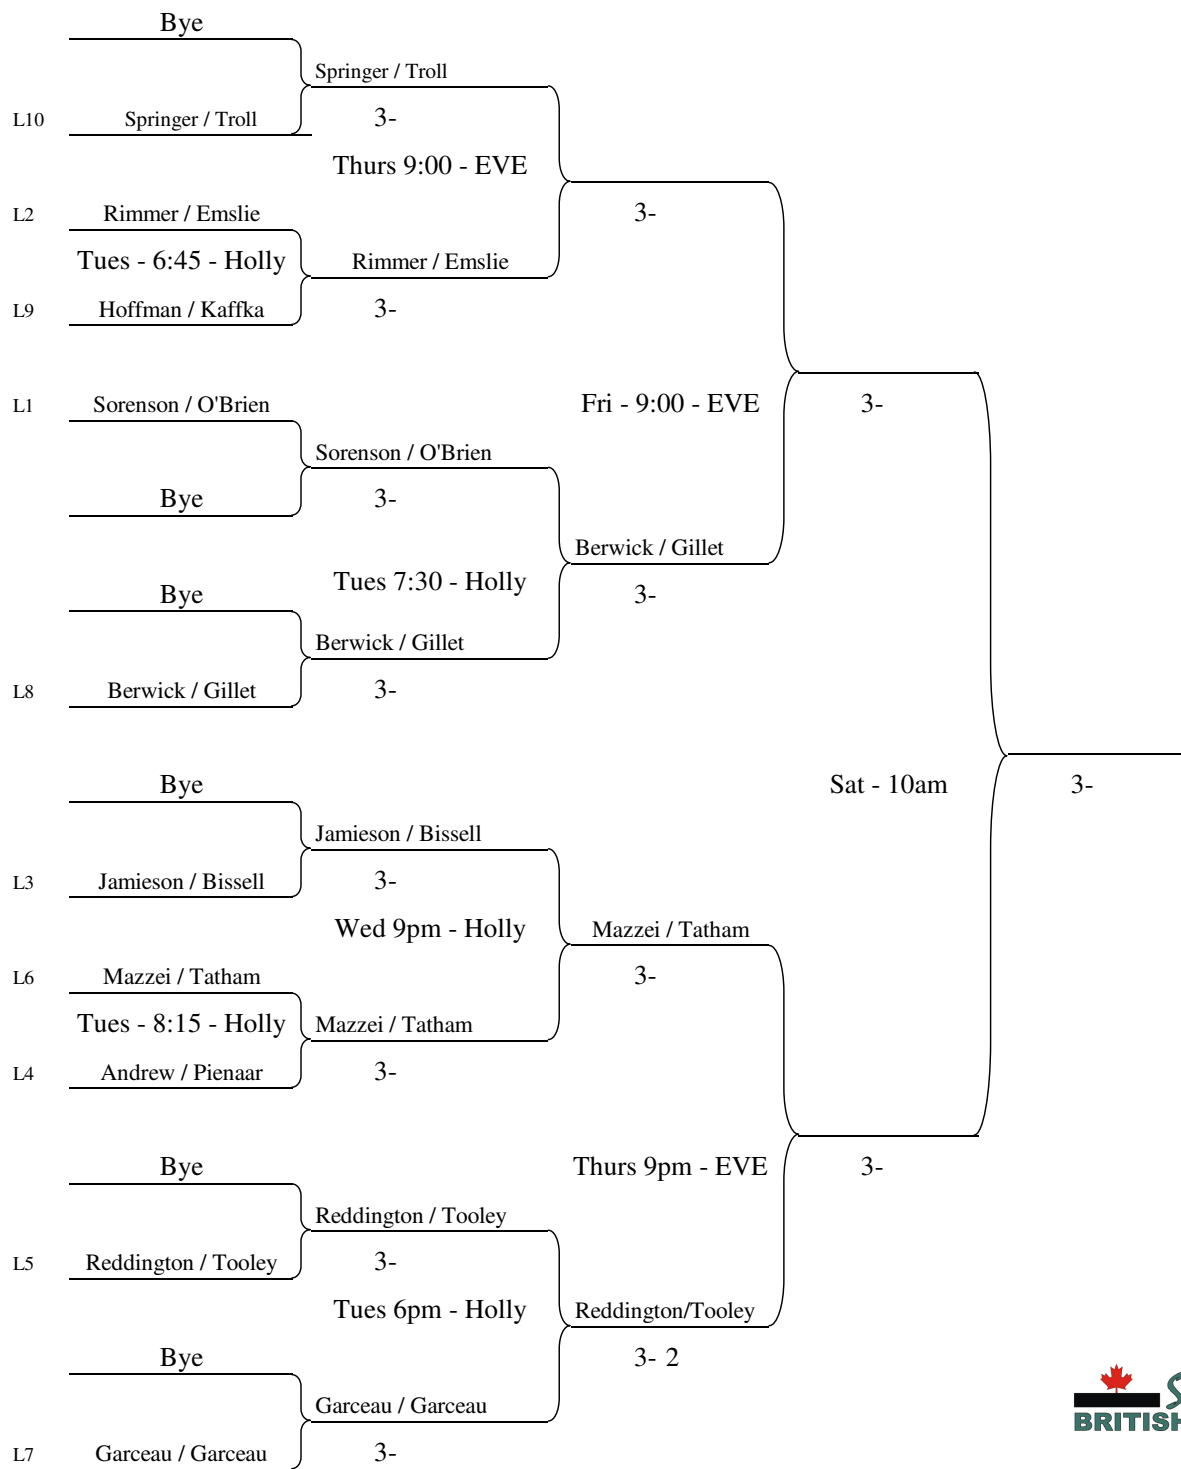 Bye
Springer / Troll
L10 Springer / Troll 3-
Thurs 9:00 - EVE
L2 Rimmer / Emslie 3-
Tues - 6:45 - Holly Rimmer / Emslie
L9 Hoffman / Kaffka 3-
L1 Sorenson / O'Brien Fri - 9:00 - EVE 3-
Sorenson / O'Brien
Bye 3-
Berwick / Gillet
Bye Tues 7:30 - Holly 3-
Berwick / Gillet
L8 Berwick / Gillet 3-
Bye Sat - 10am 3-
Jamieson / Bissell
L3 Jamieson / Bissell 3-
Wed 9pm - Holly Mazzei / Tatham
L6 Mazzei / Tatham 3-
Tues - 8:15 - Holly Mazzei / Tatham
L4 Andrew / Pienaar 3-
Bye Thurs 9pm - EVE 3-
Reddington / Tooley
L5 Reddington / Tooley 3-
Tues 6pm - Holly Reddington/Tooley
Bye 3- 2
Garceau / Garceau
BRITISH
L7 Garceau / Garceau 3-